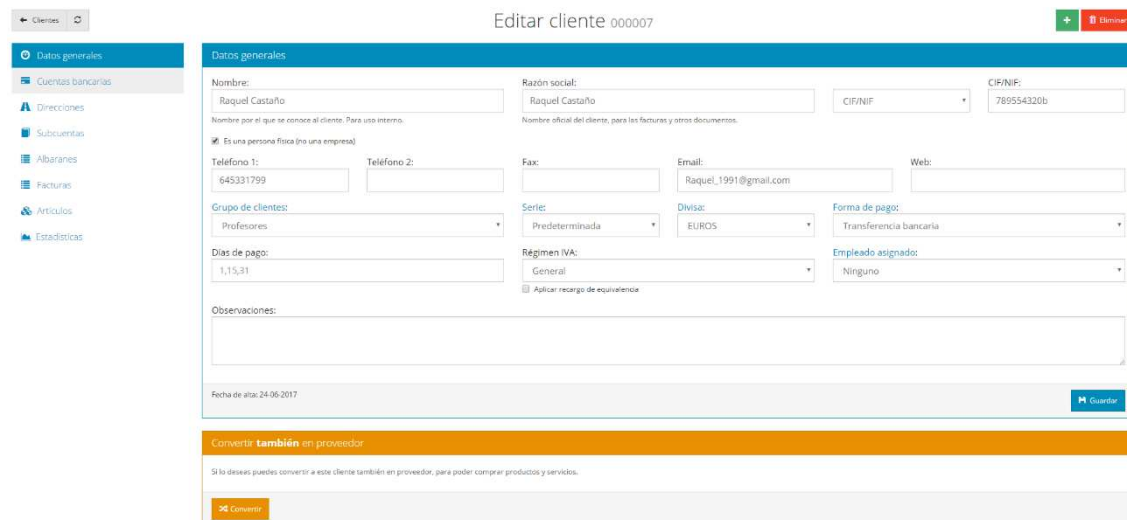 Clientes
Editar cliente 000007
Eliminar
Datos generales
Cuentas bancarias
Direcciones
Subcuentas
Albaranes
Facturas
Artículos
Estadísticas
Datos generales
Nombre: Razón social: CIF/NIF:
Raquel Castaño Raquel Castaño CIF/NIF 789554320b
Nombre por el que se conoce al cliente. Para uso interno. Nombre oficial del cliente, para las facturas y otros documentos.
Es una persona física (no una empresa)
Teléfono 1: Teléfono 2: Fax: Email: Web:
645331799 Raquel_1991@gmail.com
Grupo de clientes: Serie: Divisa: Forma de pago:
Profesores Predeterminada EUROS Transferencia bancaria
Días de pago: Régimen IVA: Empleado asignado:
1,15,31 General Ninguno
Aplicar recargo de equivalencia
Observaciones:
Fecha de alta: 24-06-2017
Guardar
Convertir también en proveedor
Si lo deseas puedes convertir a este cliente también en proveedor, para poder comprar productos y servicios.
Convertir